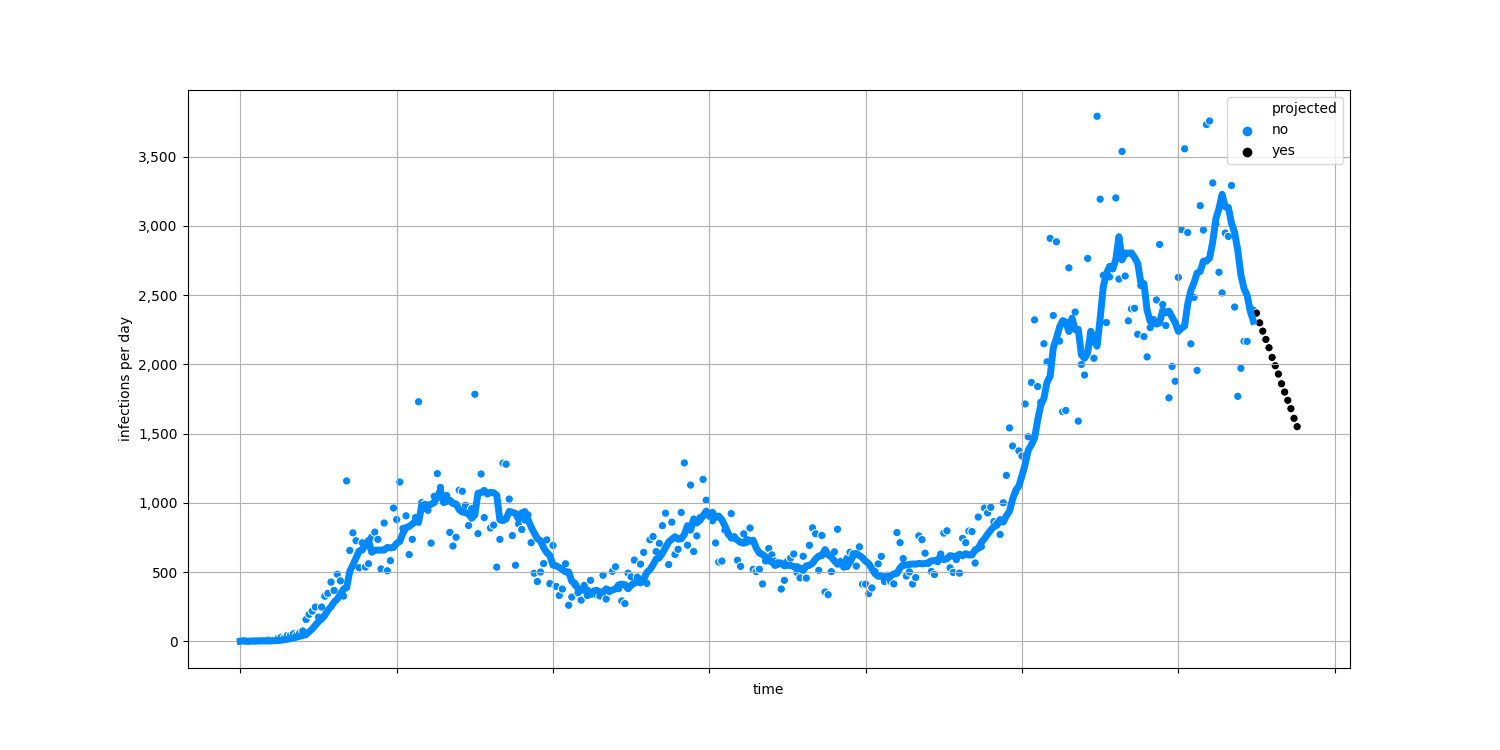 projected
no
yes
3,500
3,000
2,500
2,000
1,500
1,000
500
0
infections per day
time